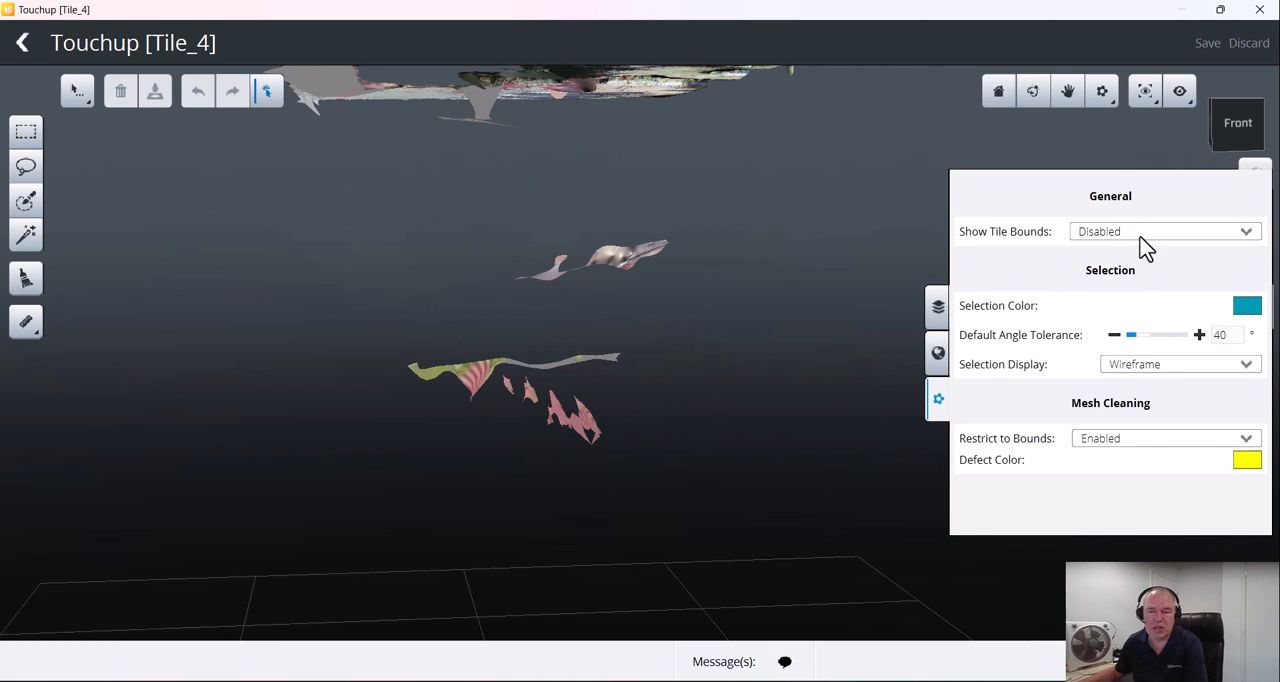 Touchup [Tile_4]
Touchup [Tile_4]
Save Discard
Front
General
Show Tile Bounds: Disabled
Selection
Selection Color:
Default Angle Tolerance: 40 °
Selection Display: Wireframe
Mesh Cleaning
Restrict to Bounds: Enabled
Defect Color:
Message(s):